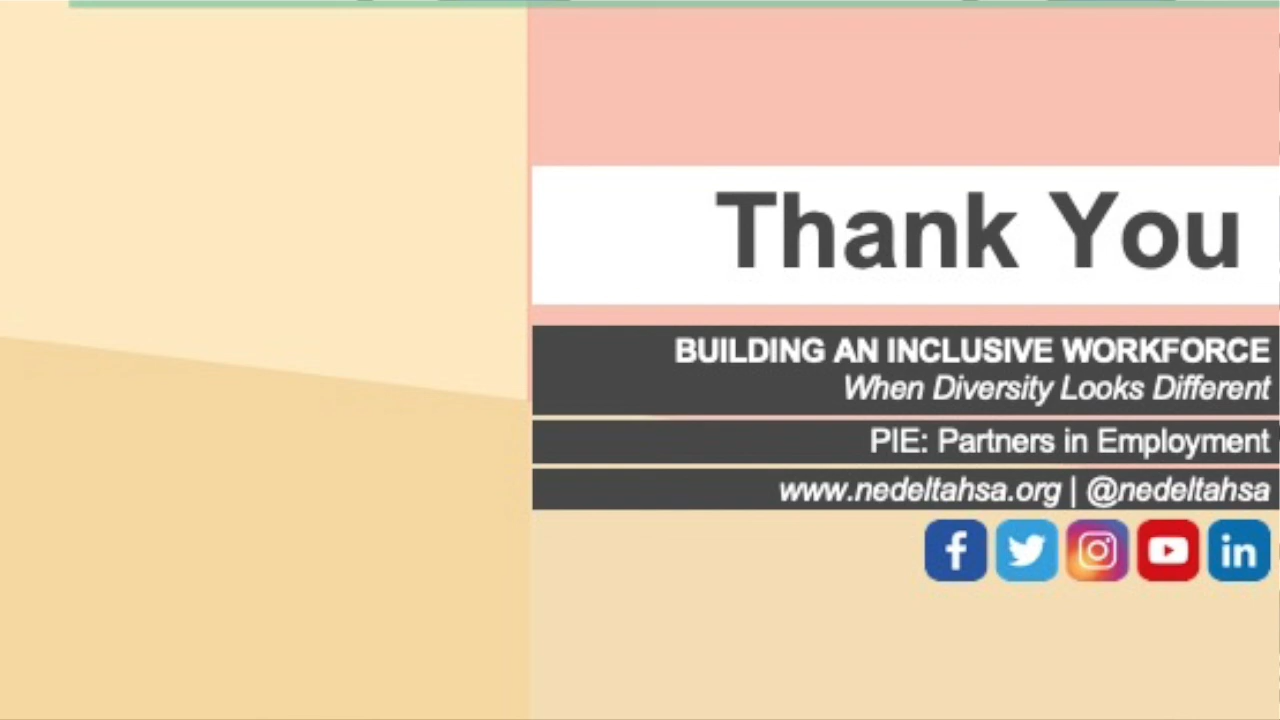 Thank You
BUILDING AN INCLUSIVE WORKFORCE
When Diversity Looks Different
PIE: Partners in Employment
www.nedeltahsa.org | @nedeltahsa